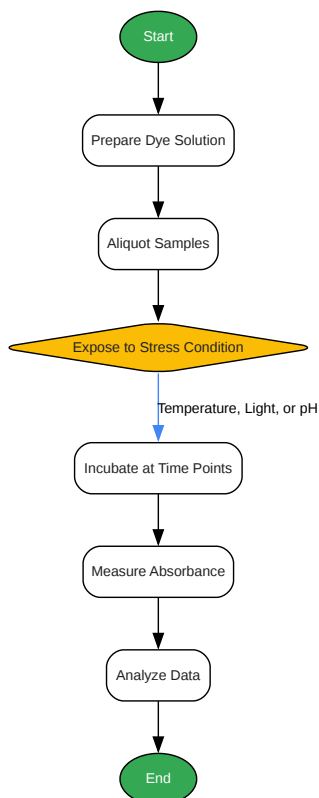 Start
Prepare Dye Solution
Aliquot Samples
Expose to Stress Condition
Temperature, Light, or pH
Incubate at Time Points
Measure Absorbance
Analyze Data
End